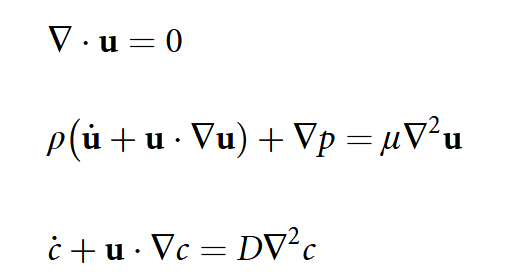 ∇ · 𝐮 = 0
ρ(𝐮̇ + 𝐮 · ∇𝐮) + ∇p = μ∇²𝐮
ċ + 𝐮 · ∇c = D∇²c